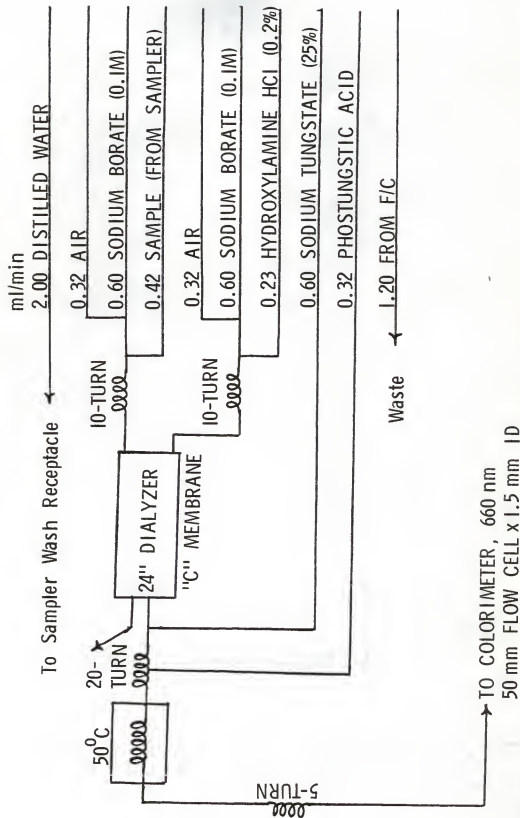 ml/min
To Sampler Wash Receptacle
2.00 DISTILLED WATER
0.32 AIR
0.60 SODIUM BORATE (0.1M)
0.42 SAMPLE (FROM SAMPLER)
10-TURN
0.32 AIR
0.60 SODIUM BORATE (0.1M)
0.23 HYDROXYLAMINE HCl (0.2%)
10-TURN
0.60 SODIUM TUNGSTATE (25%)
0.32 PHOSTUNGSTIC ACID
1.20 FROM F/C
Waste
24" DIALYZER
"C" MEMBRANE
20-
TURN
50°C
5-TURN
TO COLORIMETER, 660 nm
50 mm FLOW CELL x 1.5 mm ID